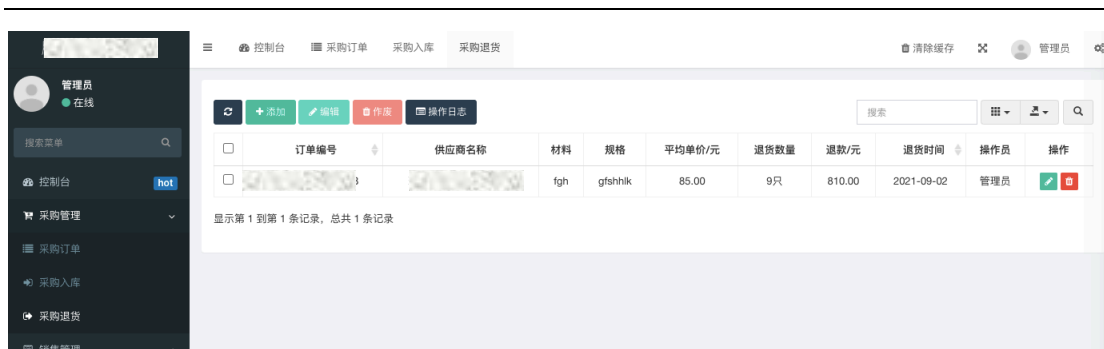 控制台 采购订单 采购入库 采购退货 清除缓存 管理员
管理员
在线
搜索菜单
控制台 hot
采购管理
采购订单
采购入库
采购退货
销售管理
添加 编辑 作废 操作日志 搜索
订单编号 供应商名称 材料 规格 平均单价/元 退货数量 退款/元 退货时间 操作员 操作
fgh gfshhlk 85.00 9只 810.00 2021-09-02 管理员
显示第 1 到第 1 条记录，总共 1 条记录